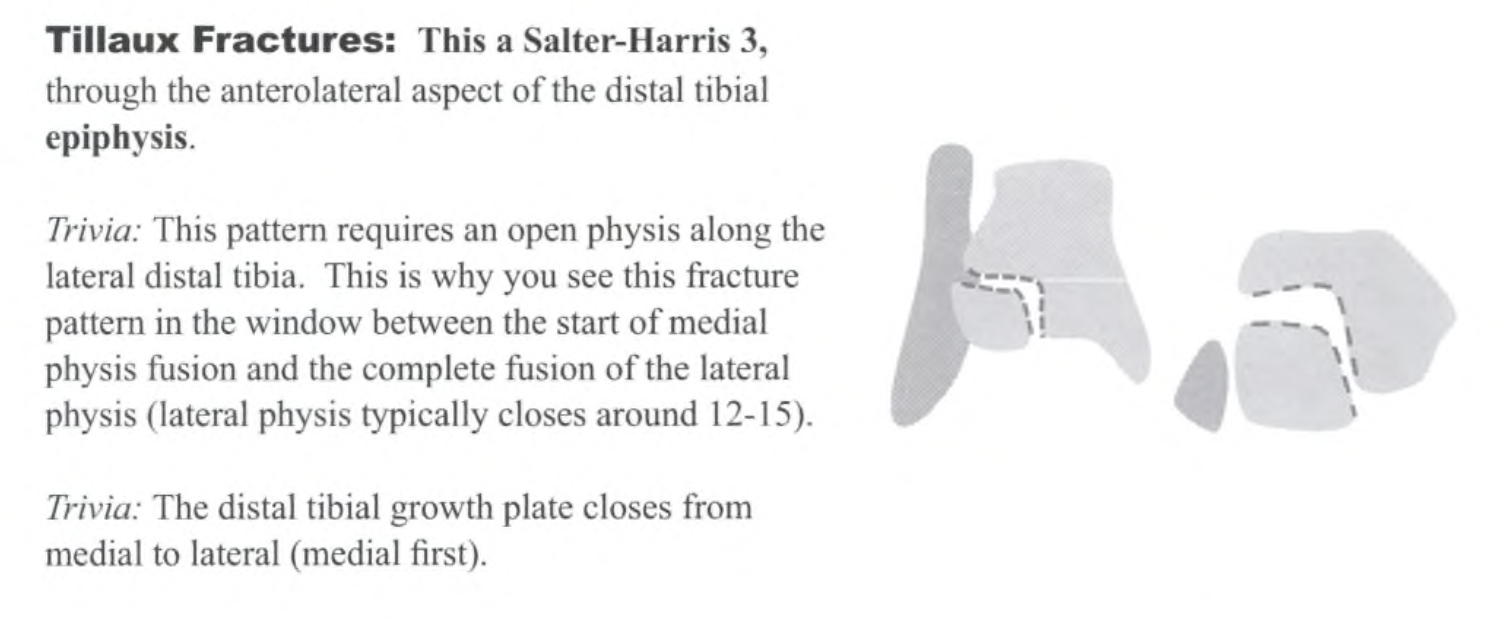 Tillaux Fractures: This a Salter-Harris 3,
through the anterolateral aspect of the distal tibial
epiphysis.
Trivia: This pattern requires an open physis along the
lateral distal tibia. This is why you see this fracture
pattern in the window between the start of medial
physis fusion and the complete fusion of the lateral
physis (lateral physis typically closes around 12-15).
Trivia: The distal tibial growth plate closes from
medial to lateral (medial first).